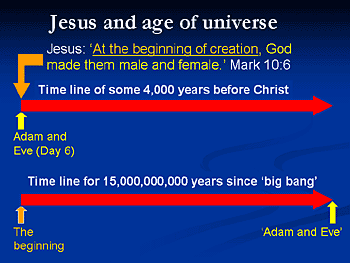 Jesus and age of universe
Jesus: ‘At the beginning of creation, God
made them male and female.’ Mark 10:6
Time line of some 4,000 years before Christ
Adam and
Eve (Day 6)
Time line for 15,000,000,000 years since ‘big bang’
The
beginning
‘Adam and Eve’